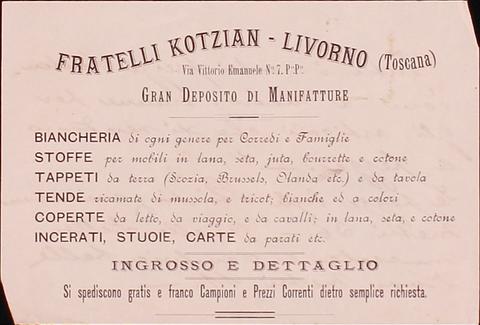 FRATELLI KOTZIAN - LIVORNO (Toscana)
Via Vittorio Emanuele No. 7. Po. Po.
GRAN DEPOSITO DI MANIFATTURE
BIANCHERIA di ogni genere per Corredi e Famiglie
STOFFE per mobili in lana, seta, juta, bourrette e cotone
TAPPETI da terra (Scozia, Brussels, Olanda etc.) e da tavola
TENDE ricamate di mussola, e tricot; bianche ed a colori
COPERTE da letto, da viaggio, e da cavalli; in lana, seta, e cotone
INCERATI, STUOIE, CARTE da parati etc.
INGROSSO E DETTAGLIO
Si spediscono gratis e franco Campioni e Prezzi Correnti dietro semplice richiesta.